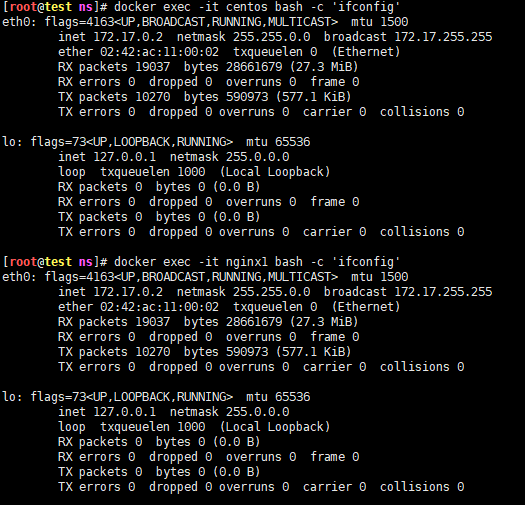 [root@test ns]# docker exec -it centos bash -c 'ifconfig'
eth0: flags=4163<UP,BROADCAST,RUNNING,MULTICAST>  mtu 1500
        inet 172.17.0.2  netmask 255.255.0.0  broadcast 172.17.255.255
        ether 02:42:ac:11:00:02  txqueuelen 0  (Ethernet)
        RX packets 19037  bytes 28661679 (27.3 MiB)
        RX errors 0  dropped 0  overruns 0  frame 0
        TX packets 10270  bytes 590973 (577.1 KiB)
        TX errors 0  dropped 0 overruns 0  carrier 0  collisions 0

lo: flags=73<UP,LOOPBACK,RUNNING>  mtu 65536
        inet 127.0.0.1  netmask 255.0.0.0
        loop  txqueuelen 1000  (Local Loopback)
        RX packets 0  bytes 0 (0.0 B)
        RX errors 0  dropped 0  overruns 0  frame 0
        TX packets 0  bytes 0 (0.0 B)
        TX errors 0  dropped 0 overruns 0  carrier 0  collisions 0

[root@test ns]# docker exec -it nginx1 bash -c 'ifconfig'
eth0: flags=4163<UP,BROADCAST,RUNNING,MULTICAST>  mtu 1500
        inet 172.17.0.2  netmask 255.255.0.0  broadcast 172.17.255.255
        ether 02:42:ac:11:00:02  txqueuelen 0  (Ethernet)
        RX packets 19037  bytes 28661679 (27.3 MiB)
        RX errors 0  dropped 0  overruns 0  frame 0
        TX packets 10270  bytes 590973 (577.1 KiB)
        TX errors 0  dropped 0 overruns 0  carrier 0  collisions 0

lo: flags=73<UP,LOOPBACK,RUNNING>  mtu 65536
        inet 127.0.0.1  netmask 255.0.0.0
        loop  txqueuelen 1000  (Local Loopback)
        RX packets 0  bytes 0 (0.0 B)
        RX errors 0  dropped 0  overruns 0  frame 0
        TX packets 0  bytes 0 (0.0 B)
        TX errors 0  dropped 0 overruns 0  carrier 0  collisions 0